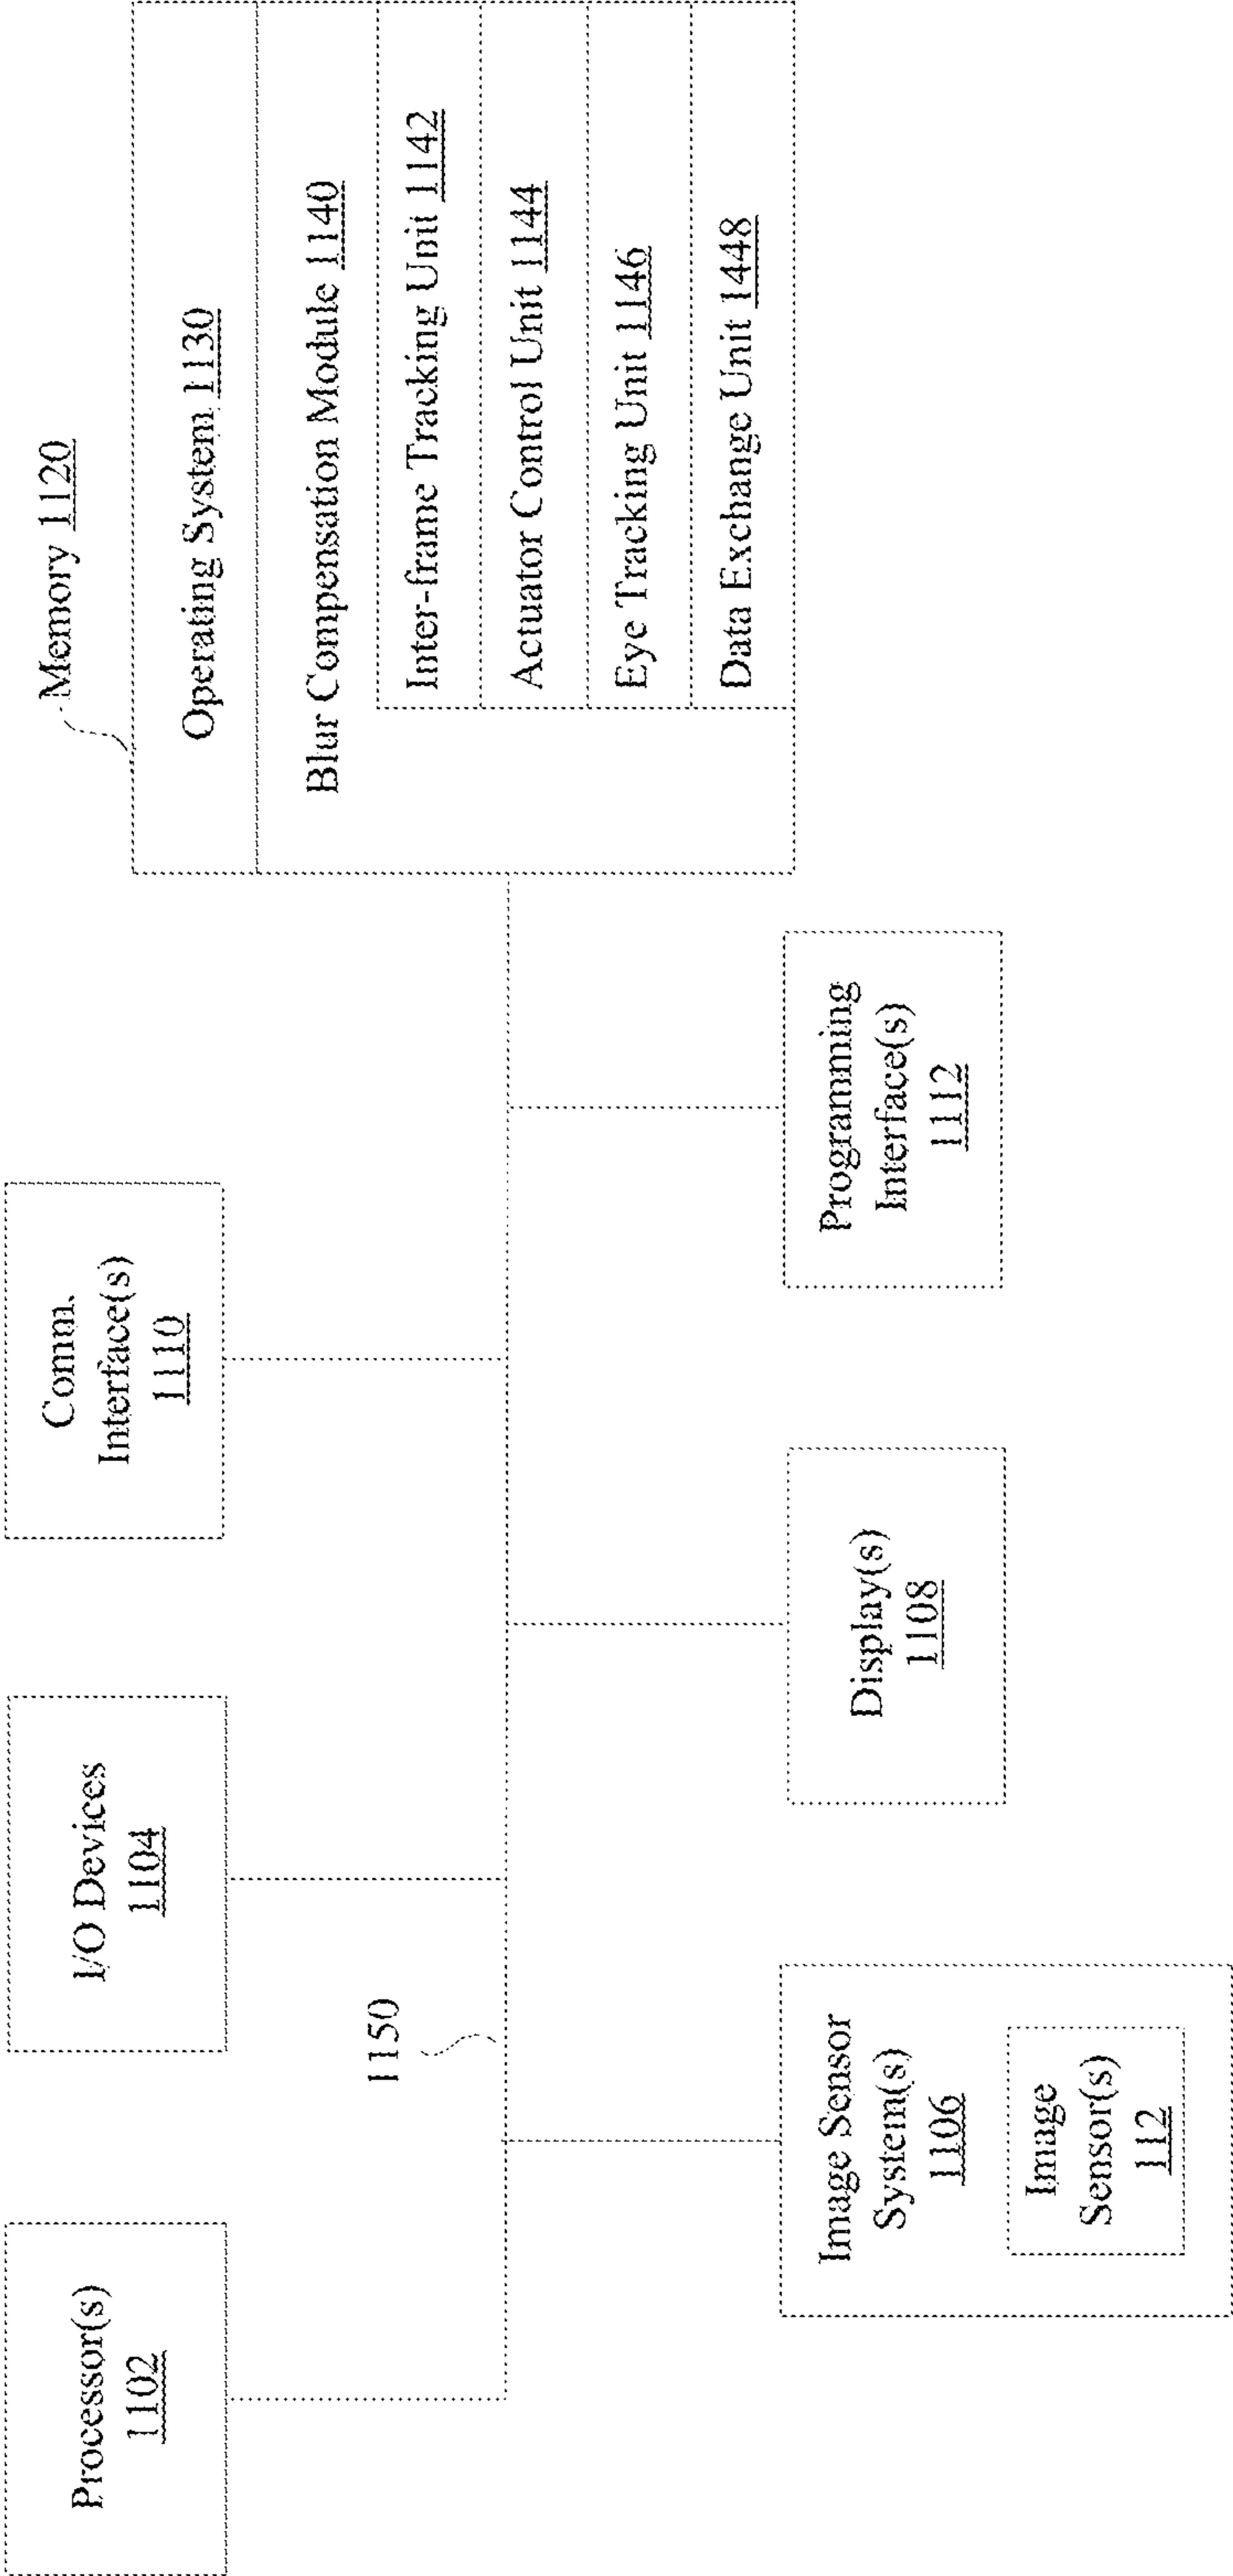 Processor(s)
1102
I/O Devices
1104
Comm.
Interface(s)
1110
Memory 1120
Operating System 1130
Blur Compensation Module 1140
Inter-frame Tracking Unit 1142
Actuator Control Unit 1144
Eye Tracking Unit 1146
Data Exchange Unit 1448
1150
Image Sensor
System(s)
1106
Image
Sensor(s)
112
Display(s)
1108
Programming
Interface(s)
1112